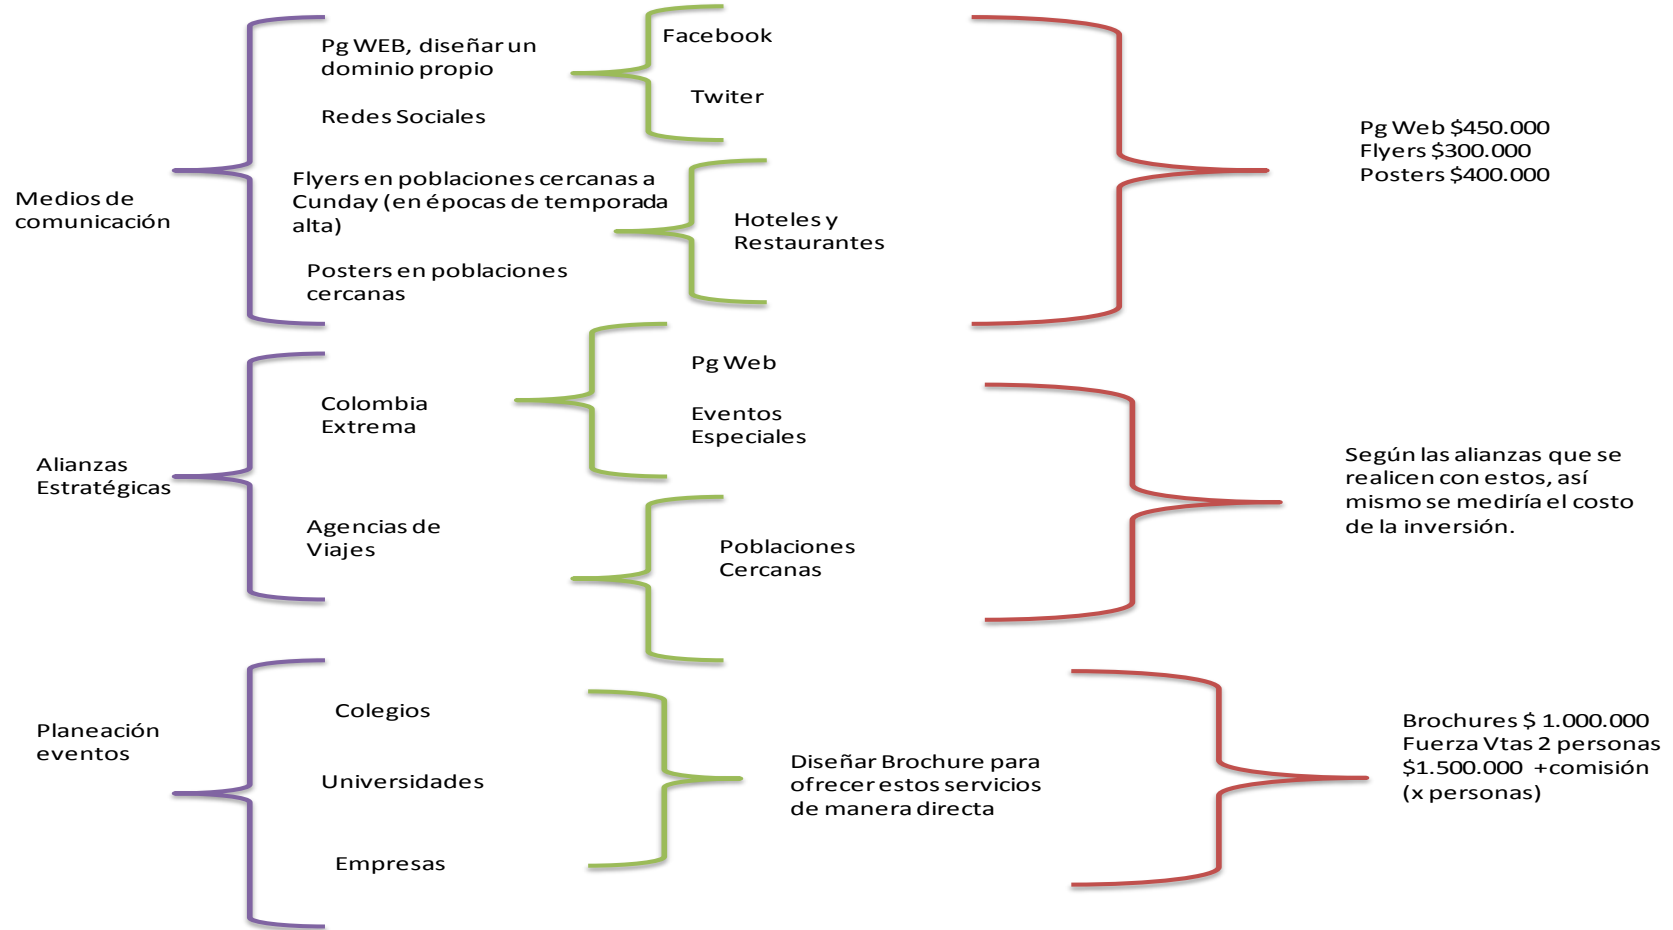 Medios de
comunicación
Pg WEB, diseñar un
dominio propio
Redes Sociales
Flyers en poblaciones cercanas a
Cunday (en épocas de temporada
alta)
Posters en poblaciones
cercanas
Facebook
Twiter
Hoteles y
Restaurantes
Pg Web $450.000
Flyers $300.000
Posters $400.000
Alianzas
Estratégicas
Colombia
Extrema
Agencias de
Viajes
Pg Web
Eventos
Especiales
Poblaciones
Cercanas
Según las alianzas que se
realicen con estos, así
mismo se mediría el costo
de la inversión.
Planeación
eventos
Colegios
Universidades
Empresas
Diseñar Brochure para
ofrecer estos servicios
de manera directa
Brochures $ 1.000.000
Fuerza Vtas 2 personas
$1.500.000 +comisión
(x personas)